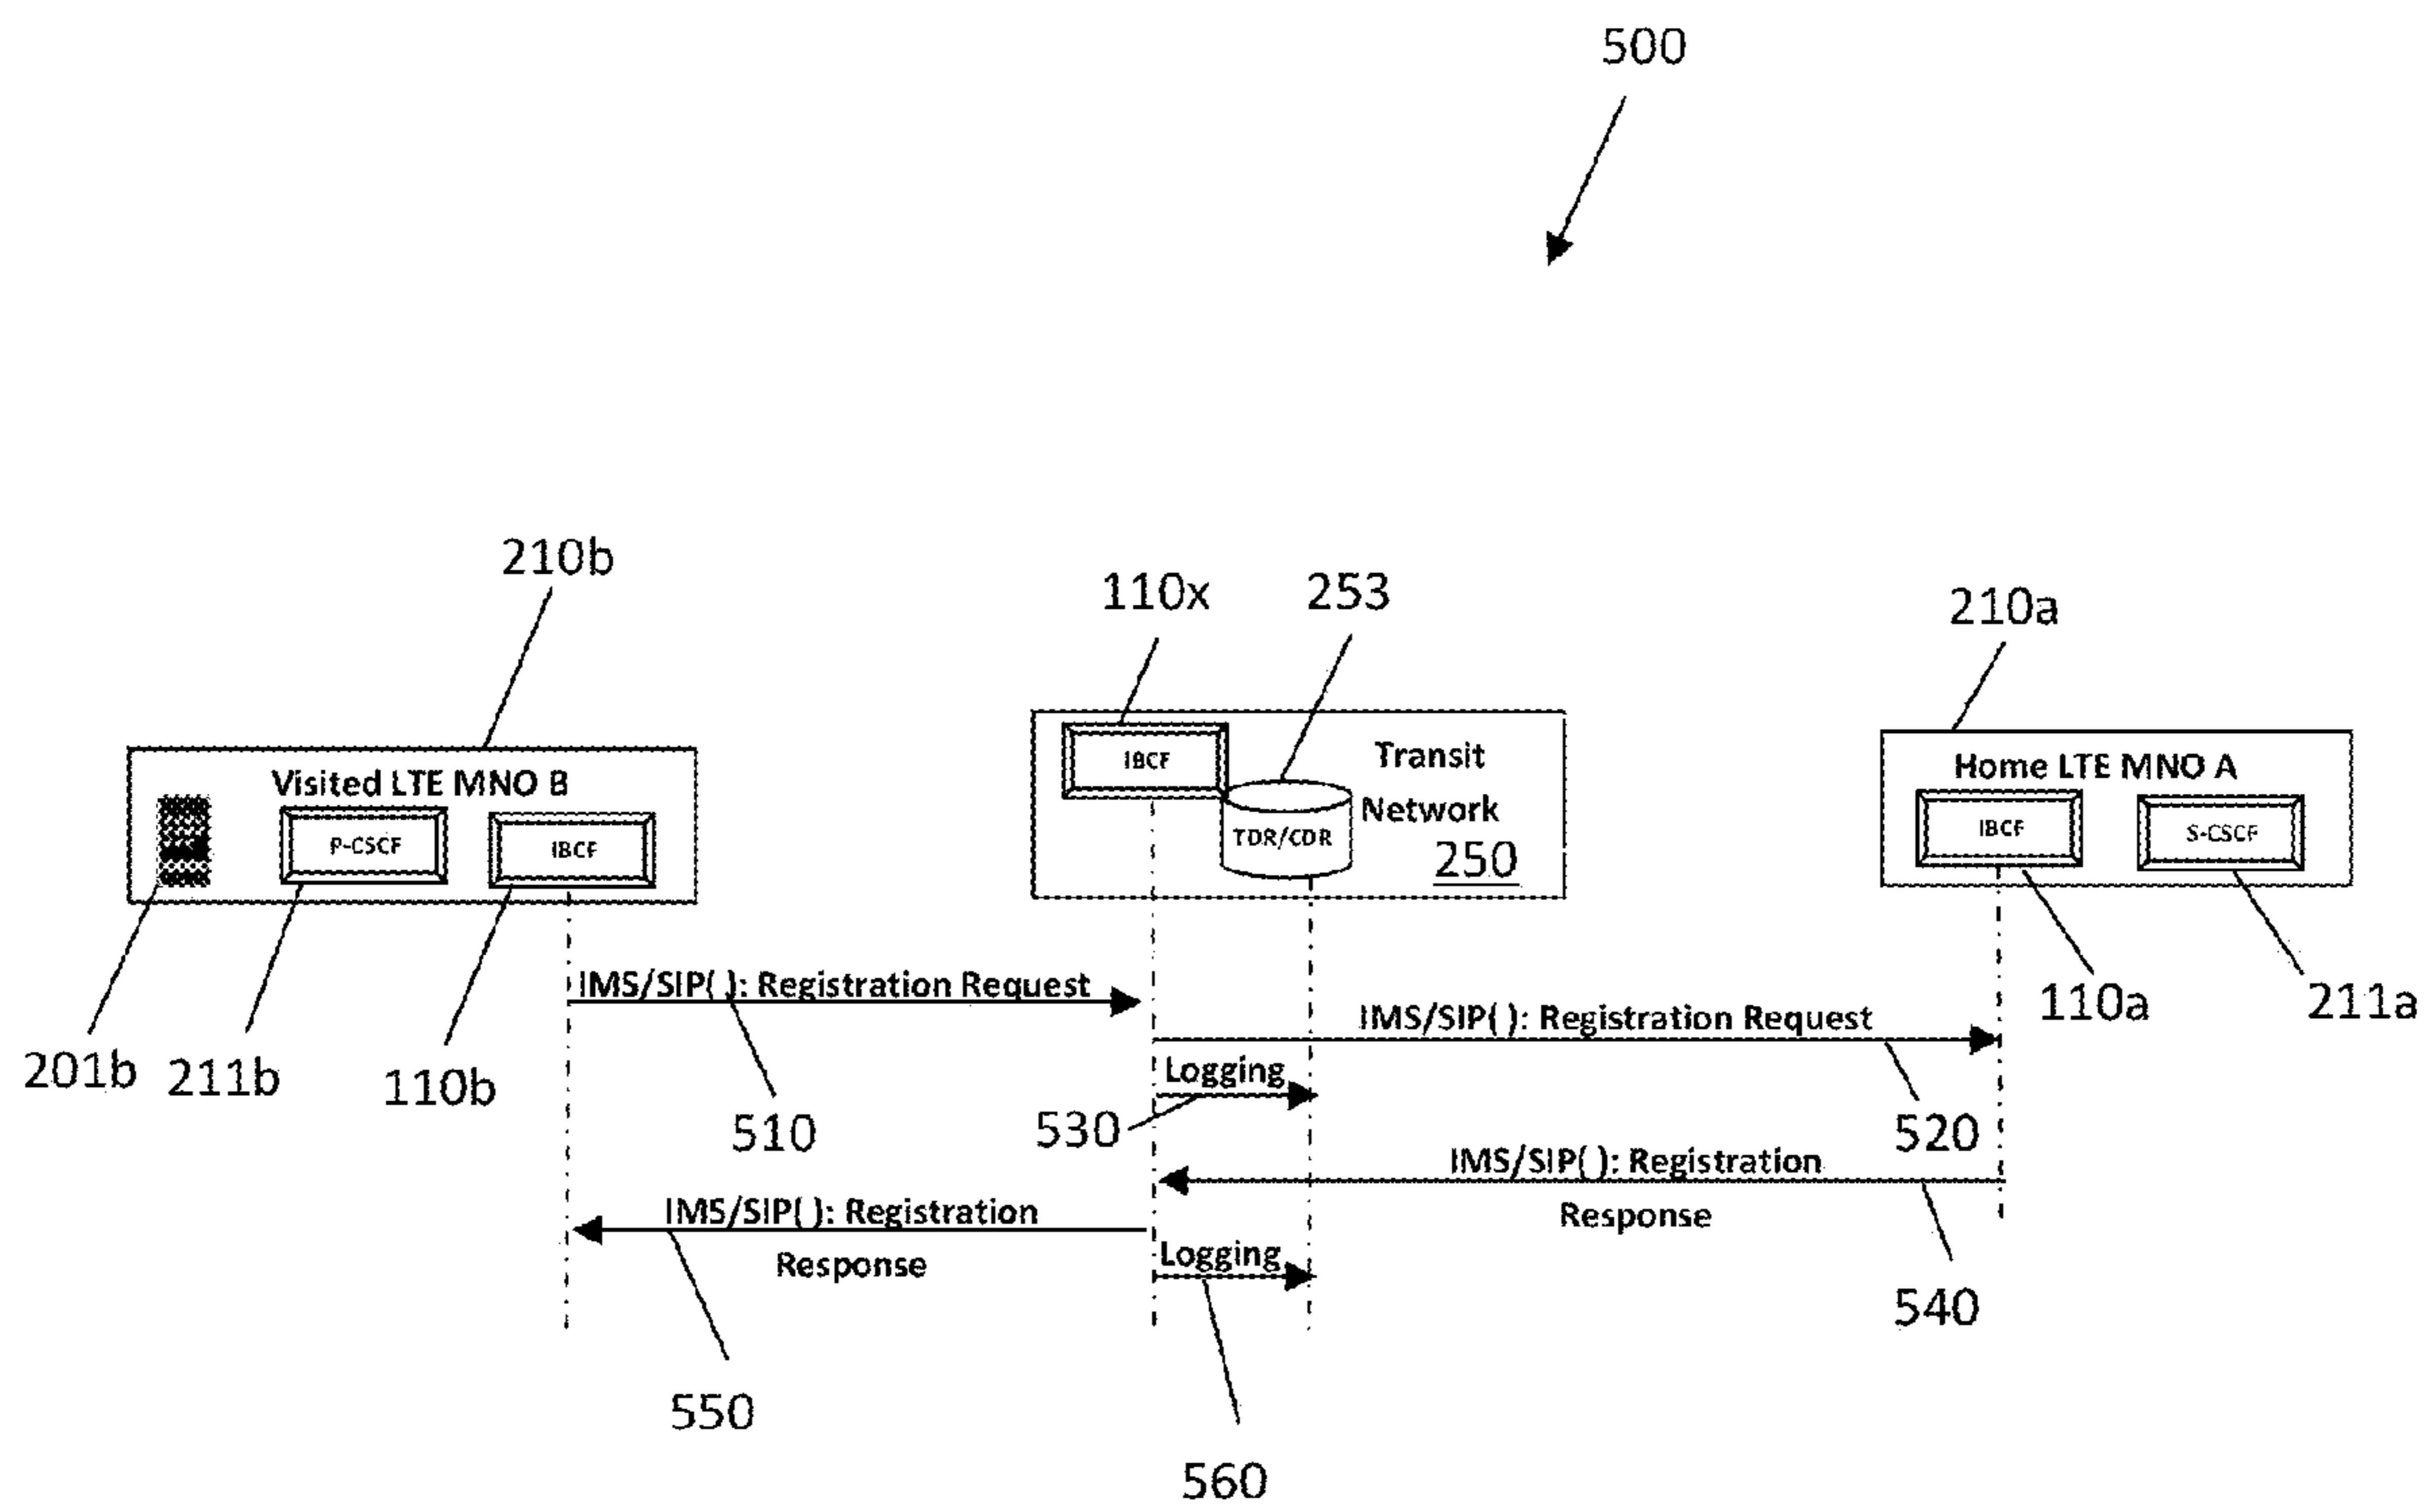 500
210b
110x
253
210a
Visited LTE MNO B
P-CSCF
IBCF
IBCF
TDR/CDR
Transit
Network
250
Home LTE MNO A
IBCF
S-CSCF
201b
211b
110b
110a
211a
IMS/SIP( ): Registration Request
510
IMS/SIP( ): Registration Request
520
Logging
530
IMS/SIP( ): Registration
Response
540
IMS/SIP( ): Registration
Response
550
Logging
560